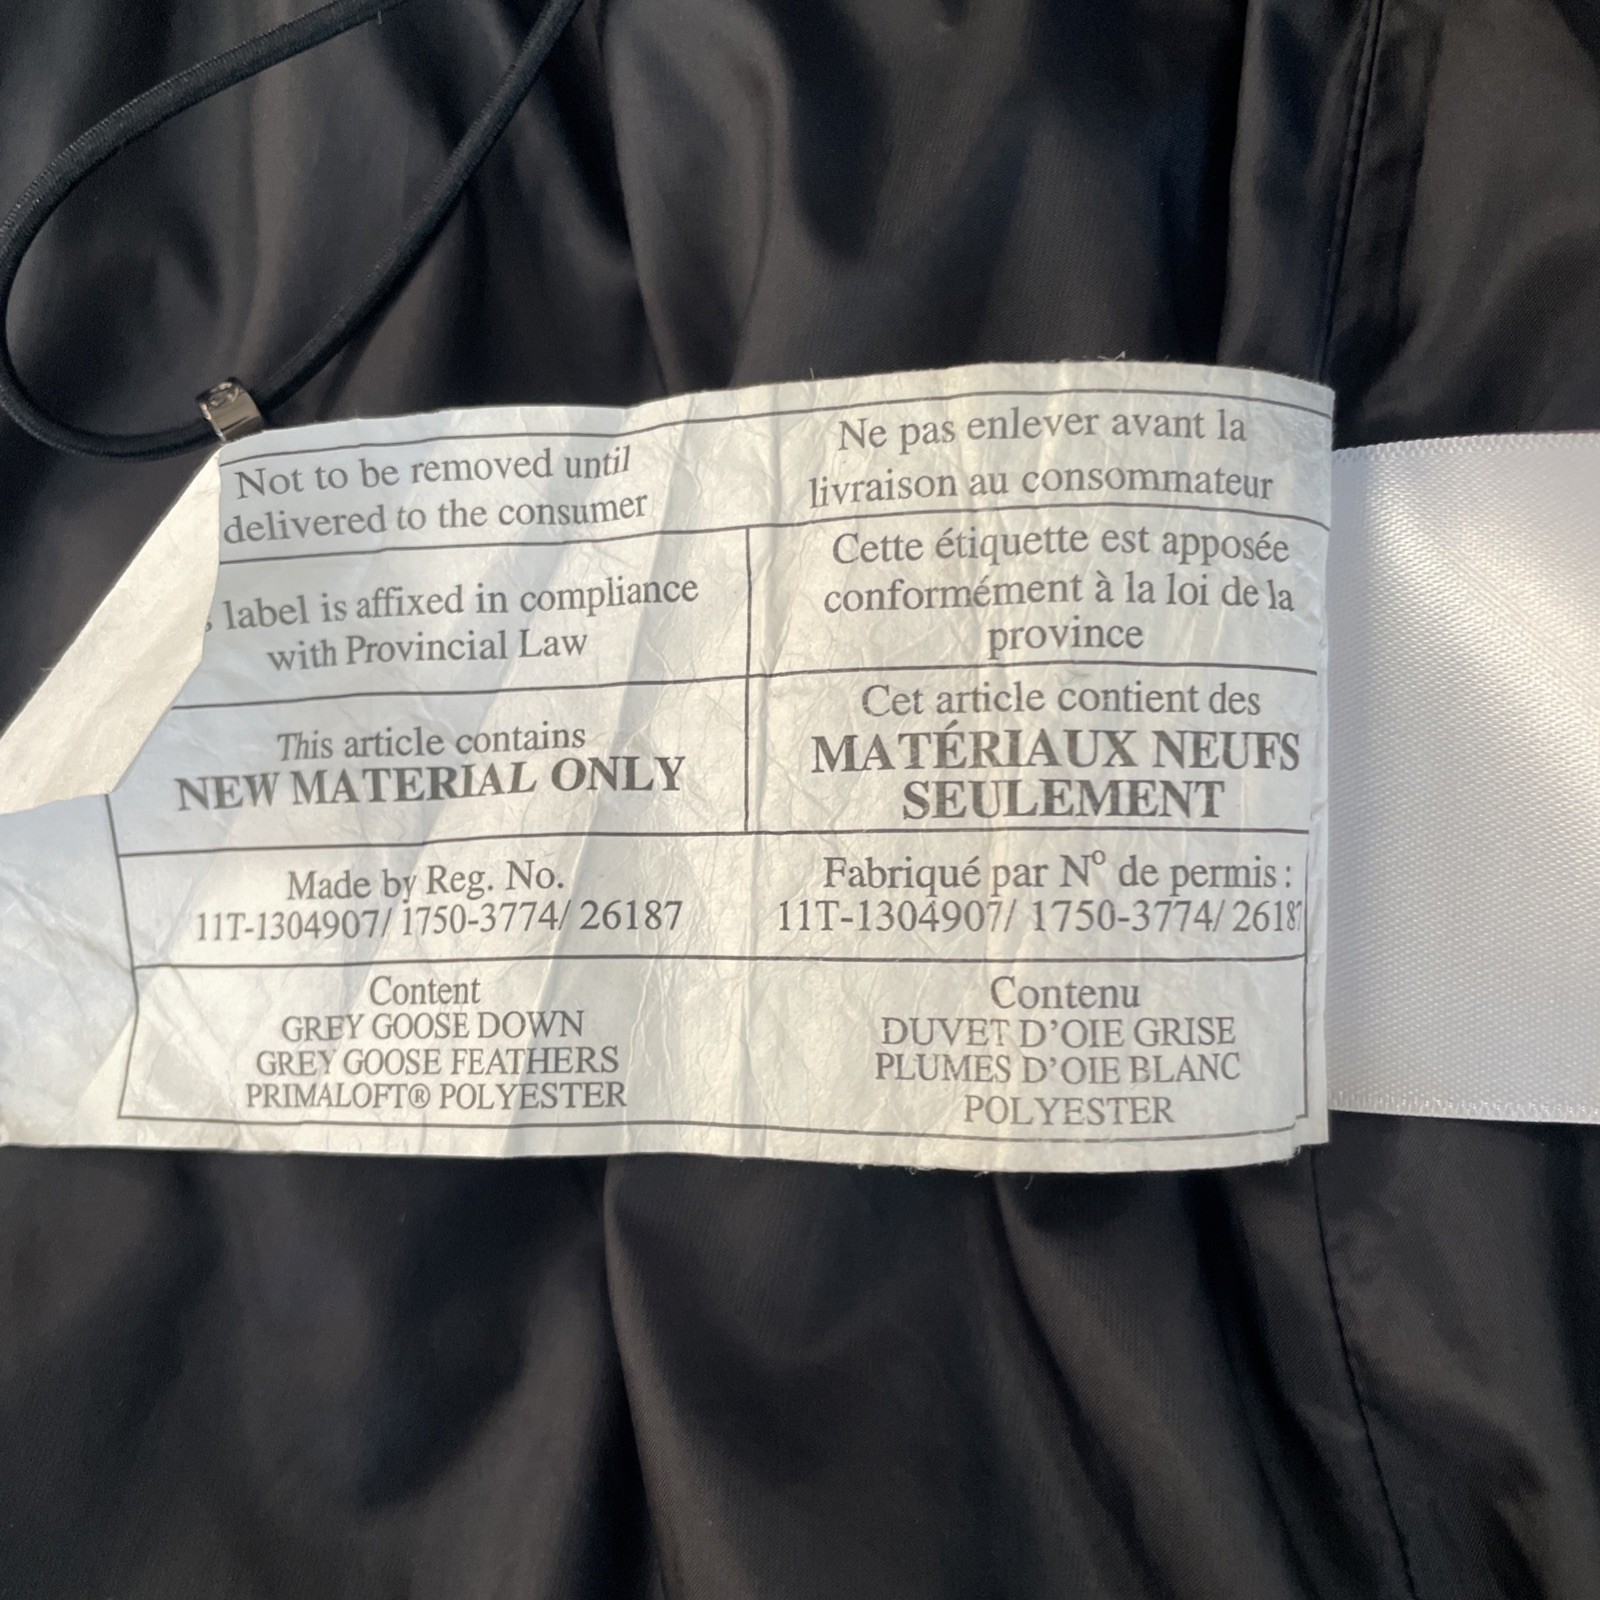 Not to be removed until
delivered to the consumer
Ne pas enlever avant la
livraison au consommateur
label is affixed in compliance
with Provincial Law
Cette étiquette est apposée
conformément à la loi de la
province
This article contains
NEW MATERIAL ONLY
Cet article contient des
MATÉRIAUX NEUFS
SEULEMENT
Made by Reg. No.
11T-1304907/ 1750-3774/ 26187
Fabriqué par Nº de permis :
11T-1304907/ 1750-3774/ 26187
Content
GREY GOOSE DOWN
GREY GOOSE FEATHERS
PRIMALOFT® POLYESTER
Contenu
DUVET D'OIE GRISE
PLUMES D'OIE BLANC
POLYESTER